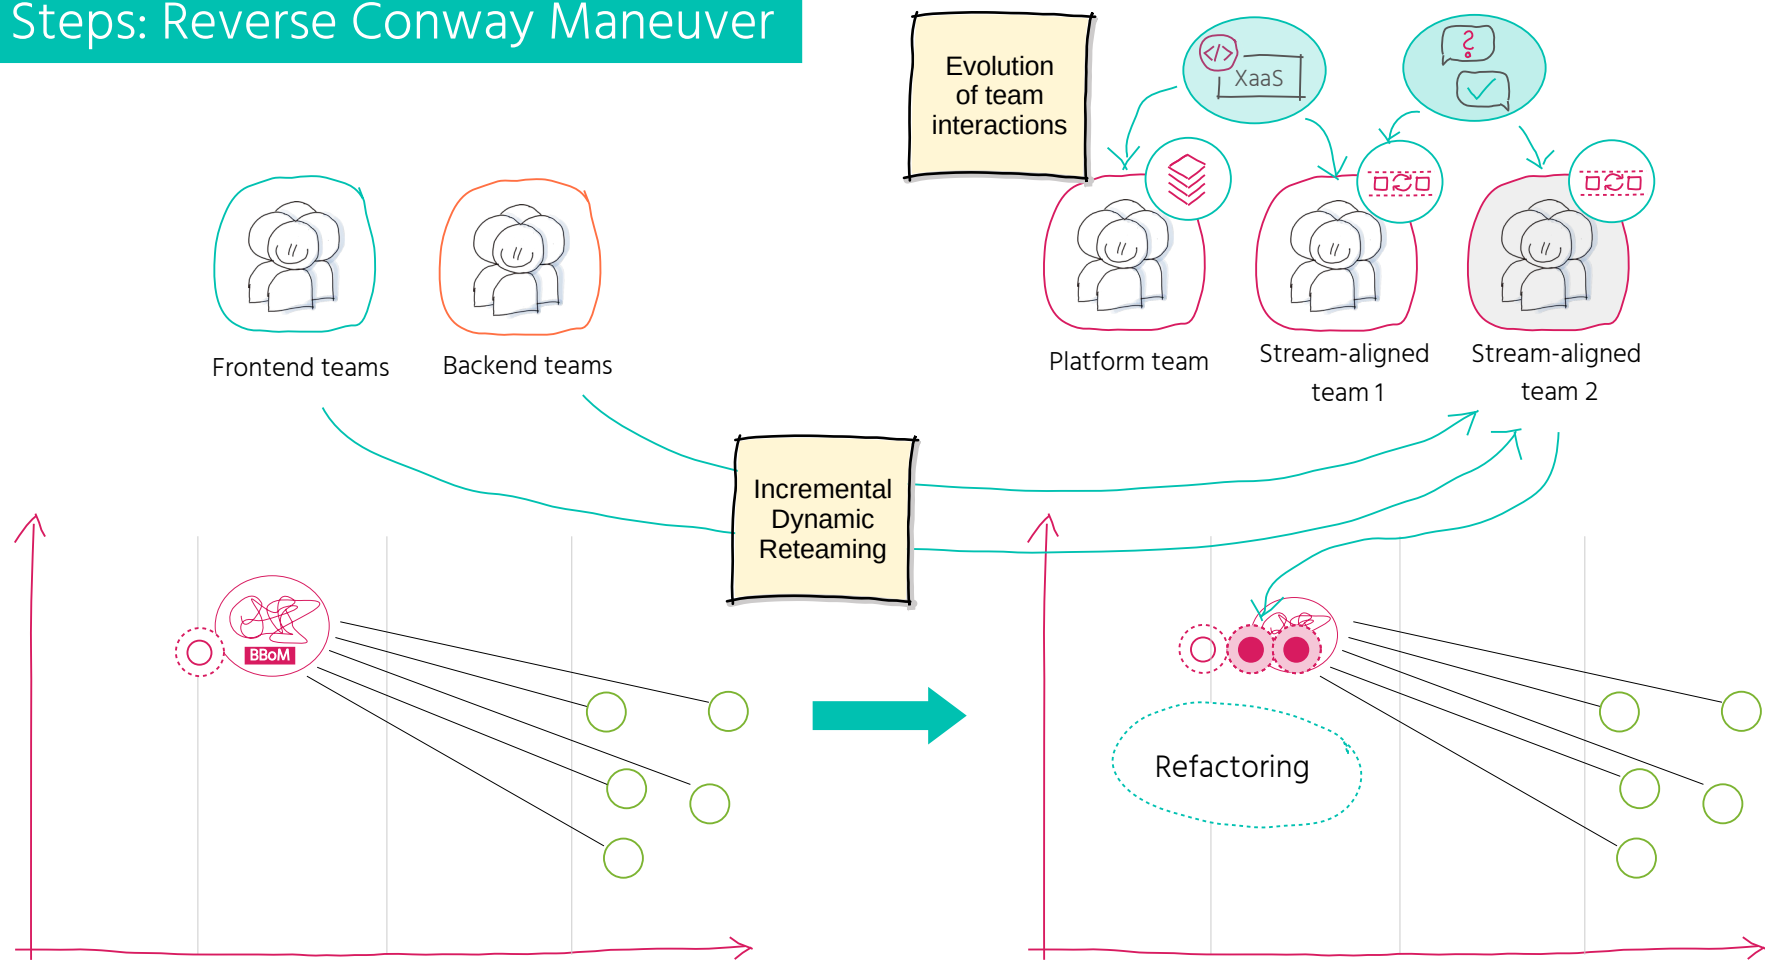 Steps: Reverse Conway Maneuver
Evolution
of team
interactions
</>
XaaS
?
Frontend teams
Backend teams
Platform team
Stream-aligned
team 1
Stream-aligned
team 2
Incremental
Dynamic
Reteaming
BBoM
Refactoring